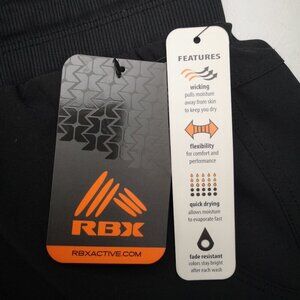 RBX
RBXACTIVE.COM
FEATURES
wicking
pulls moisture
away from skin
to keep you dry
flexibility
for comfort and
performance
quick drying
allows moisture
to evaporate fast
fade resistant
colors stay bright
after each wash